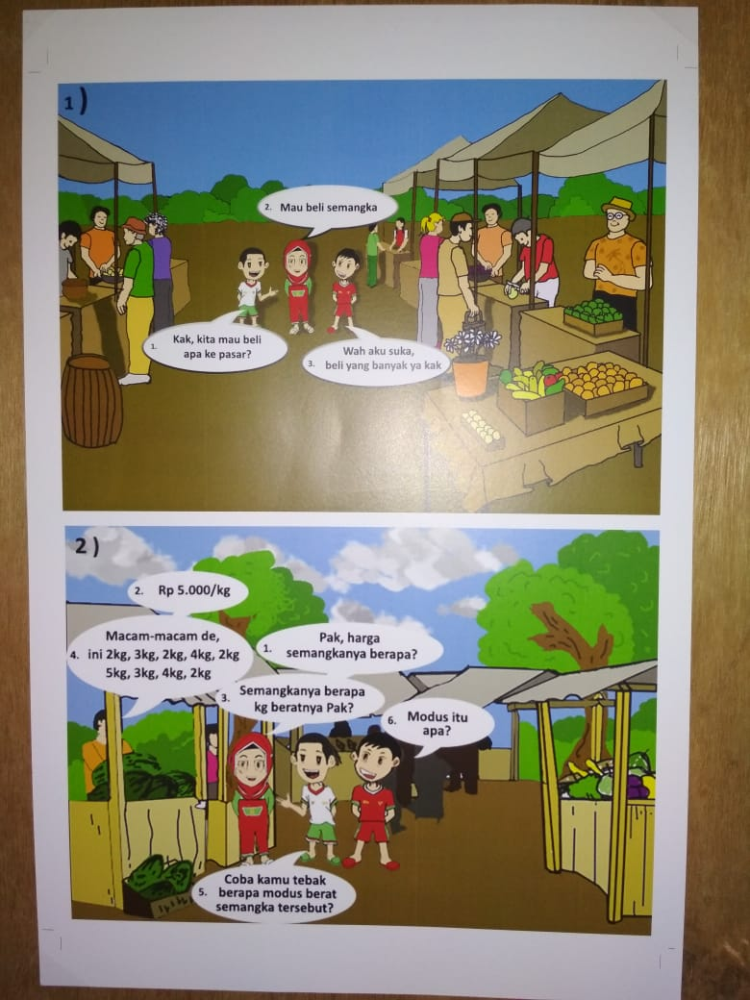 1)
2. Mau beli semangka
1. Kak, kita mau beli
apa ke pasar?
3. Wah aku suka,
beli yang banyak ya kak
2)
2. Rp 5.000/kg
1. Pak, harga
semangkanya berapa?
4. Macam-macam de,
ini 2kg, 3kg, 2kg, 4kg, 2kg
5kg, 3kg, 4kg, 2kg
3. Semangkanya berapa
kg beratnya Pak?
6. Modus itu
apa?
5. Coba kamu tebak
berapa modus berat
semangka tersebut?